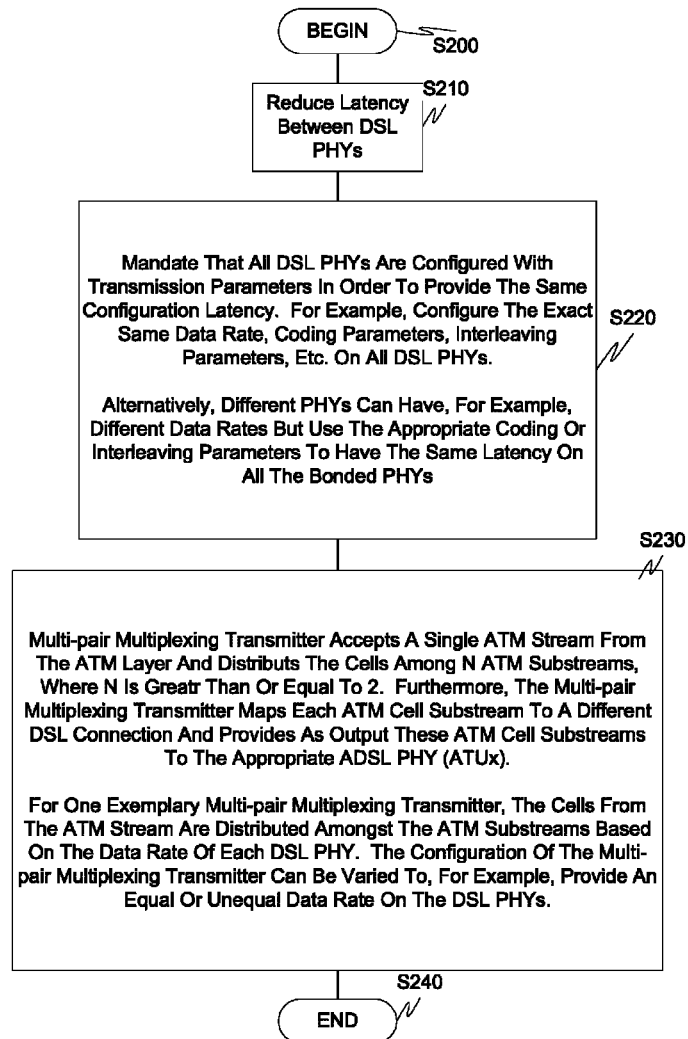 BEGIN
S200
S210
Reduce Latency
Between DSL
PHYs
Mandate That All DSL PHYs Are Configured With
Transmission Parameters In Order To Provide The Same
Configuration Latency. For Example, Configure The Exact
Same Data Rate, Coding Parameters, Interleaving
Parameters, Etc. On All DSL PHYs.
S220
Alternatively, Different PHYs Can Have, For Example,
Different Data Rates But Use The Appropriate Coding Or
Interleaving Parameters To Have The Same Latency On
All The Bonded PHYs
S230
Multi-pair Multiplexing Transmitter Accepts A Single ATM Stream From
The ATM Layer And Distributs The Cells Among N ATM Substreams,
Where N Is Greatr Than Or Equal To 2. Furthermore, The Multi-pair
Multiplexing Transmitter Maps Each ATM Cell Substream To A Different
DSL Connection And Provides As Output These ATM Cell Substreams
To The Appropriate ADSL PHY (ATUx).
For One Exemplary Multi-pair Multiplexing Transmitter, The Cells From
The ATM Stream Are Distributed Amongst The ATM Substreams Based
On The Data Rate Of Each DSL PHY. The Configuration Of The Multi-
pair Multiplexing Transmitter Can Be Varied To, For Example, Provide An
Equal Or Unequal Data Rate On The DSL PHYs.
S240
END